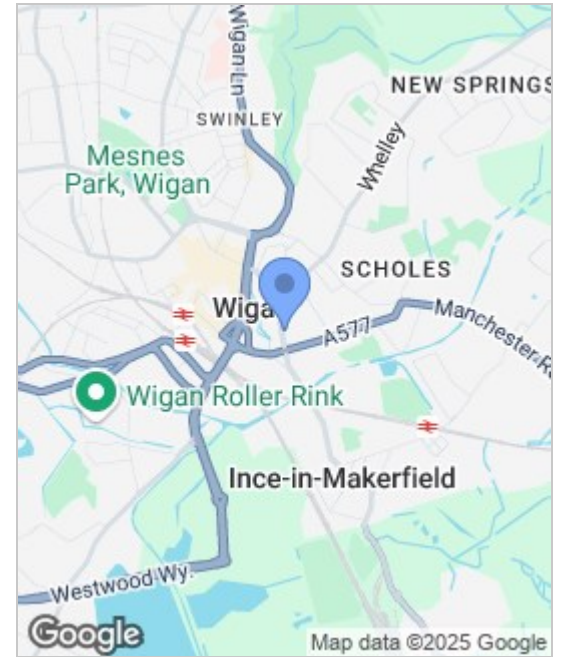 Wigan Ln
NEW SPRINGS
SWINLEY
Whelley
Mesnes
Park, Wigan
SCHOLES
Wiga
A577
Manchester R
Wigan Roller Rink
Ince-in-Makerfield
Westwood Wy.
Google
Map data ©2025 Google